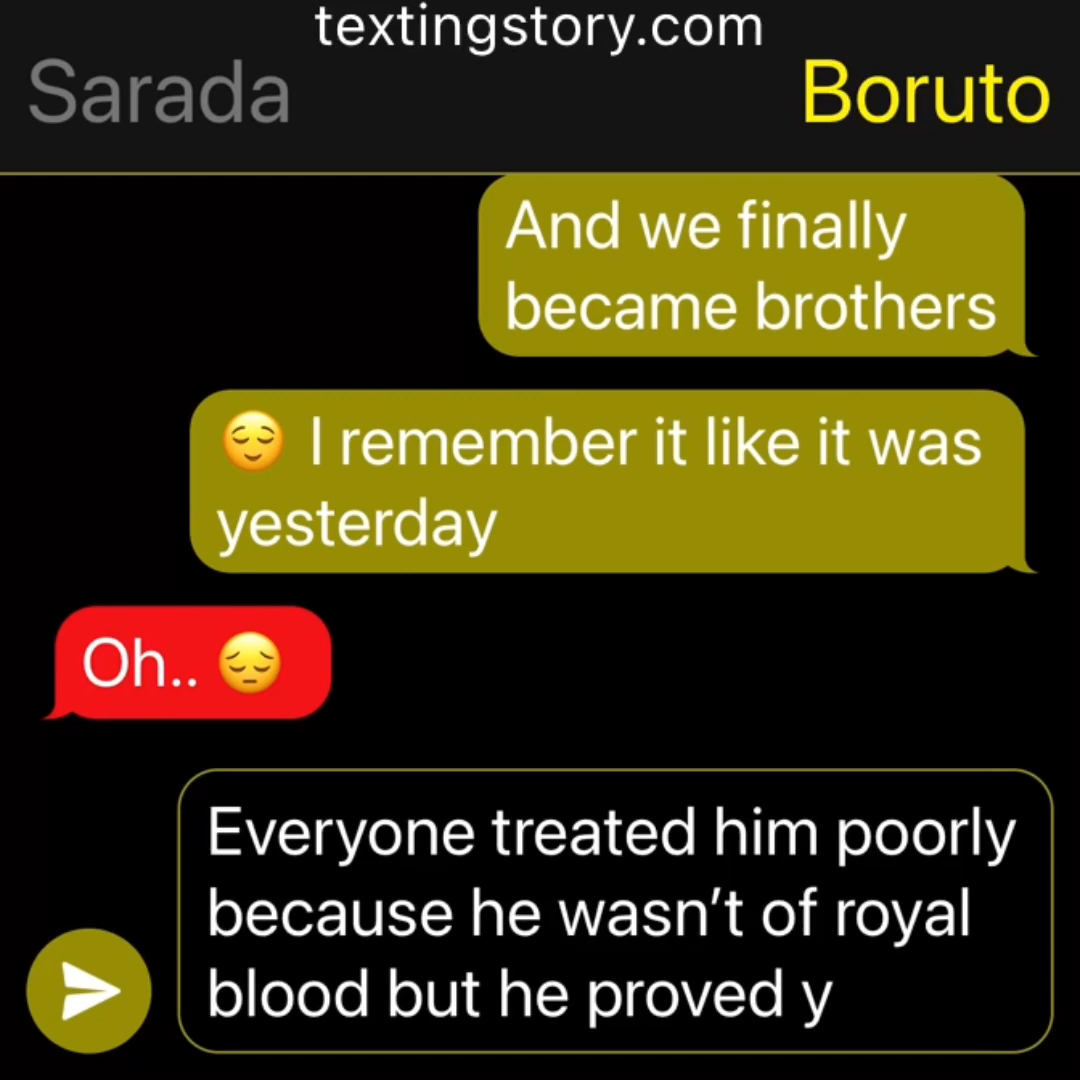 textingstory.com
Sarada
Boruto
And we finally
became brothers
😌 I remember it like it was
yesterday
Oh.. 😔
Everyone treated him poorly
because he wasn’t of royal
blood but he proved y